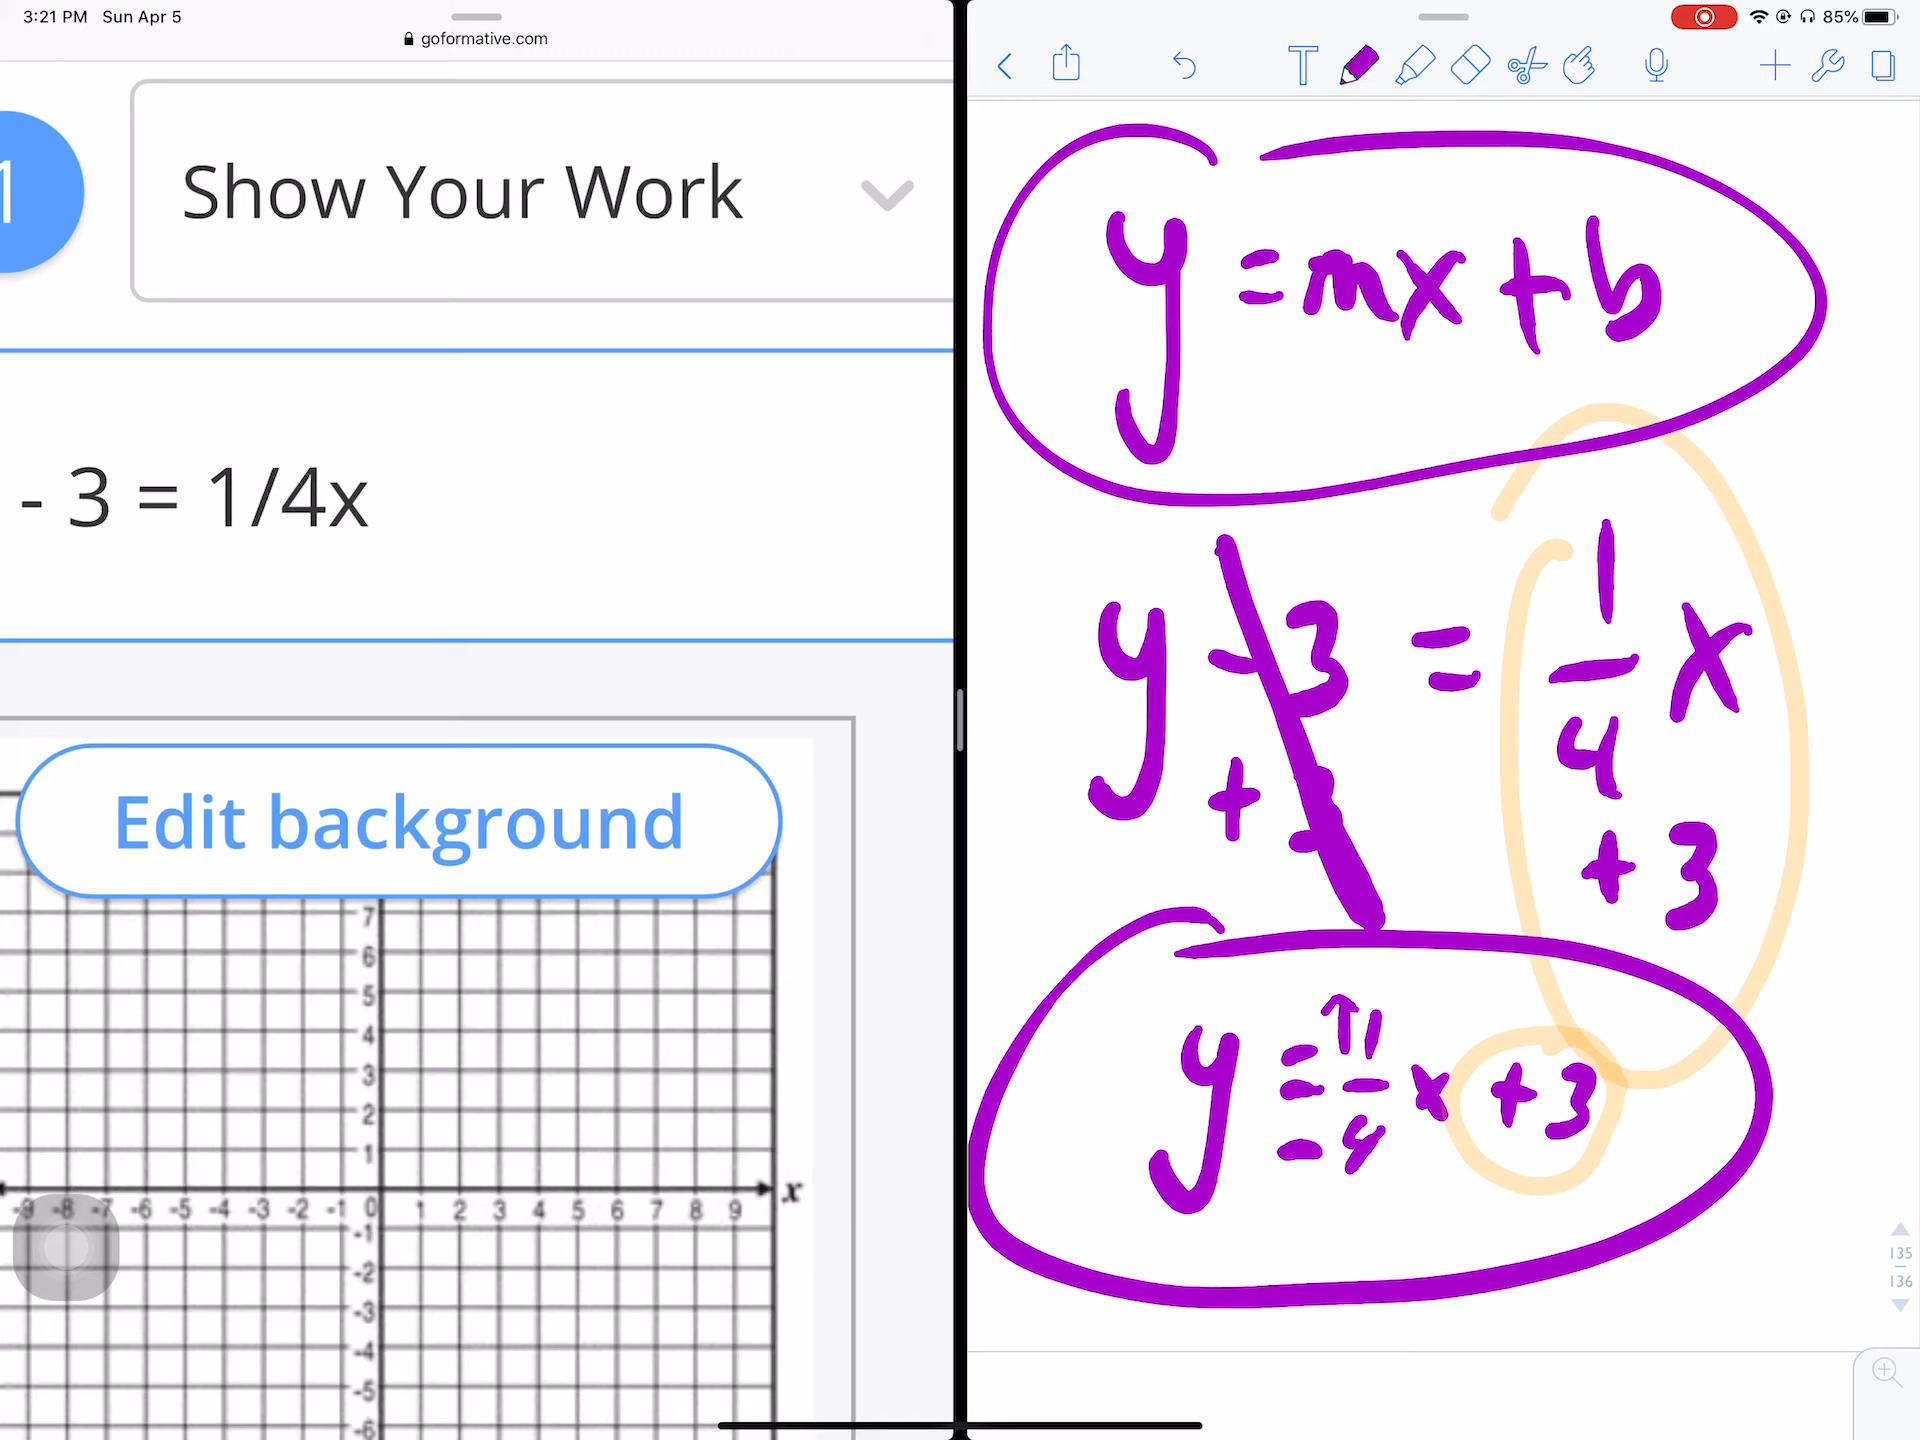 3:21 PM Sun Apr 5
goformative.com
85%
1
Show Your Work
- 3 = 1/4x
Edit background
7
6
5
4
3
2
1
-9 -8 -7 -6 -5 -4 -3 -2 -1 0 1 2 3 4 5 6 7 8 9 x
-1
-2
-3
-4
-5
-6
T
y = mx + b
y - 3 = 1/4 x
+ 3
y = 1/4 x + 3
135
136